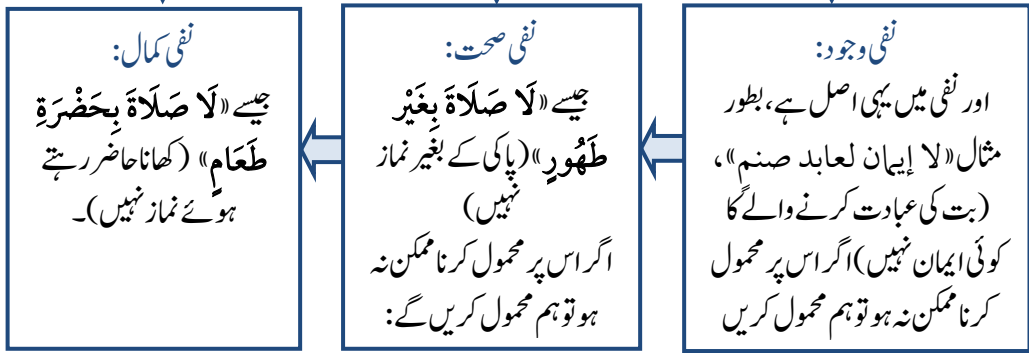 نفی وجود:
اور نفی میں یہی اصل ہے، بطور
مثال «لا إيمان لعابد صنم»،
(بت کی عبادت کرنے والے کا
کوئی ایمان نہیں) اگر اس پر محمول
کرنا ممکن نہ ہو تو ہم محمول کریں
نفی صحت:
جیسے «لَا صَلَاةَ بِغَيْر
طَهُورٍ» (پاکی کے بغیر نماز
نہیں)
اگر اس پر محمول کرنا ممکن نہ
ہو تو ہم محمول کریں گے:
نفی کمال:
جیسے «لَا صَلَاةَ بِحَضْرَةِ
طَعَامٍ» (کھانا حاضر رہتے
ہوئے نماز نہیں)۔